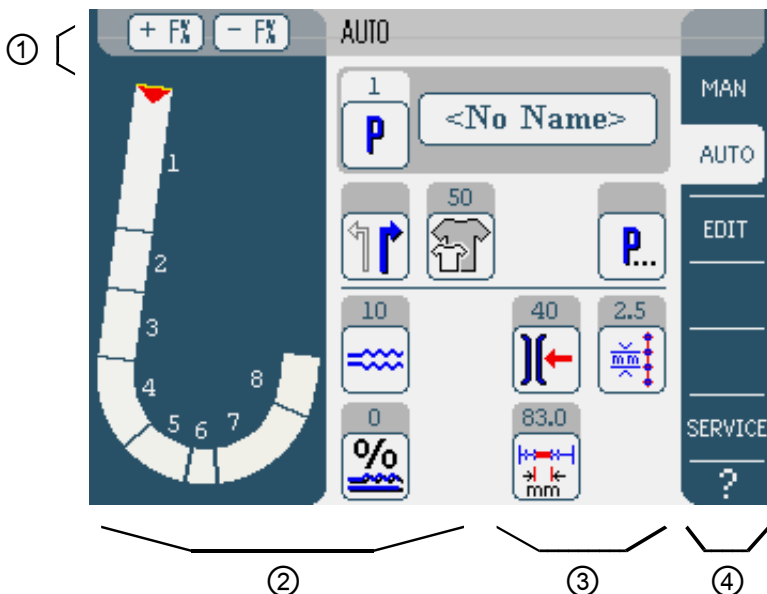 ①
+ F% - F% AUTO
MAN
1
P <No Name>
AUTO
1
50
EDIT
P...
2
10 40 2.5
3
mm
4 5 6 7 8
0 83.0
SERVICE
%
mm
?
② ③ ④